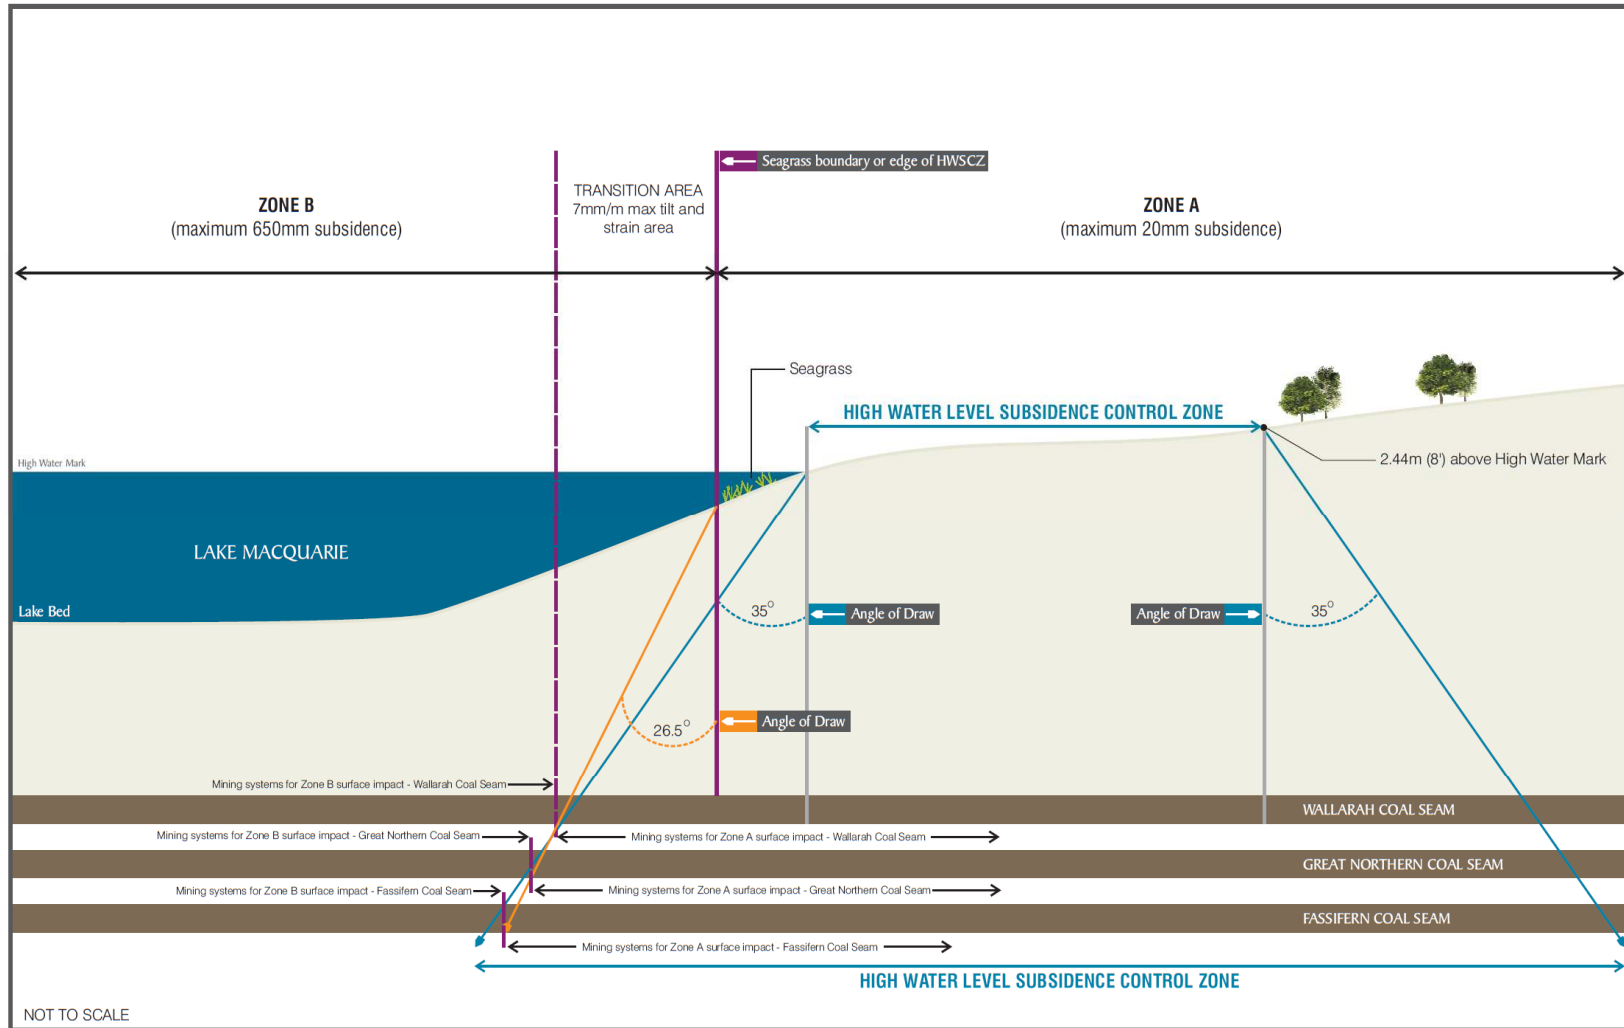 Seagrass boundary or edge of HWSCZ
ZONE B
(maximum 650mm subsidence)
TRANSITION AREA
7mm/m max tilt and
strain area
ZONE A
(maximum 20mm subsidence)
Seagrass
HIGH WATER LEVEL SUBSIDENCE CONTROL ZONE
High Water Mark
2.44m (8') above High Water Mark
LAKE MACQUARIE
Lake Bed
35°
Angle of Draw
Angle of Draw
35°
26.5°
Angle of Draw
Mining systems for Zone B surface impact - Wallarah Coal Seam
WALLARAH COAL SEAM
Mining systems for Zone B surface impact - Great Northern Coal Seam
Mining systems for Zone A surface impact - Wallarah Coal Seam
GREAT NORTHERN COAL SEAM
Mining systems for Zone B surface impact - Fassifern Coal Seam
Mining systems for Zone A surface impact - Great Northern Coal Seam
FASSIFERN COAL SEAM
Mining systems for Zone A surface impact - Fassifern Coal Seam
HIGH WATER LEVEL SUBSIDENCE CONTROL ZONE
NOT TO SCALE